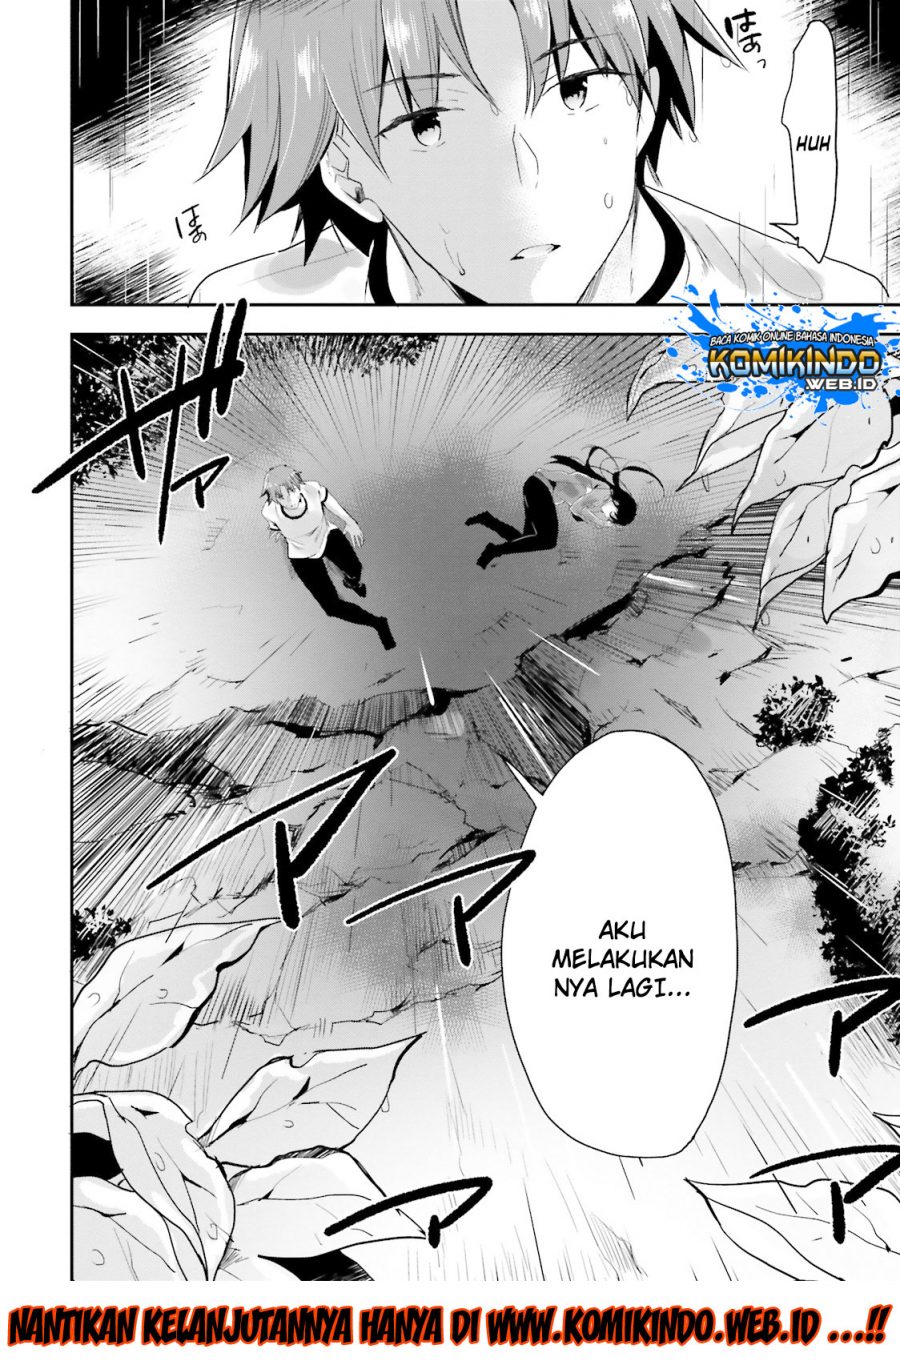 はぁっ
HUH
はぁ
BACA KOMIK ONLINE BAHASA INDONESIA
KOMIKINDO
.WEB.ID
ザァ
アアアアア
AKU
MELAKUKAN
NYA LAGI...
NANTIKAN KELANJUTANNYA HANYA DI WWW.KOMIKINDO.WEB.ID ...!!